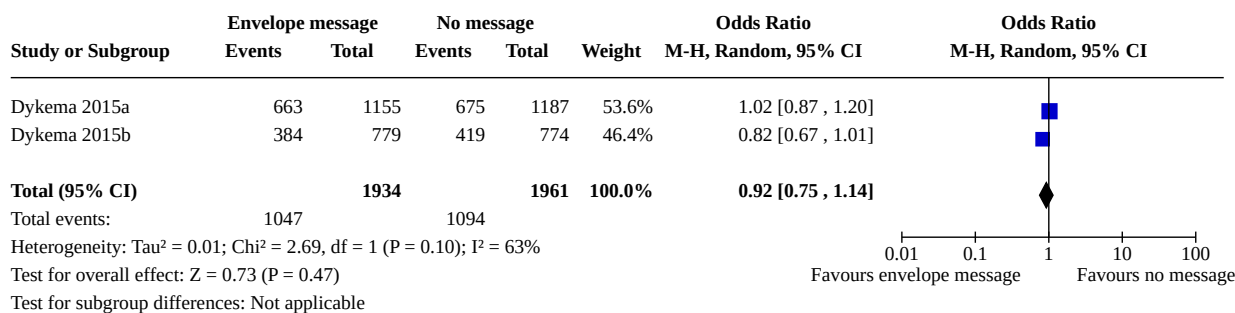 Envelope message No message Odds Ratio Odds Ratio
Study or Subgroup Events Total Events Total Weight M-H, Random, 95% CI M-H, Random, 95% CI
Dykema 2015a 663 1155 675 1187 53.6% 1.02 [0.87 , 1.20]
Dykema 2015b 384 779 419 774 46.4% 0.82 [0.67 , 1.01]
Total (95% CI) 1934 1961 100.0% 0.92 [0.75 , 1.14]
Total events: 1047 1094
Heterogeneity: Tau² = 0.01; Chi² = 2.69, df = 1 (P = 0.10); I² = 63%
0.01 0.1 1 10 100
Test for overall effect: Z = 0.73 (P = 0.47) Favours envelope message Favours no message
Test for subgroup differences: Not applicable